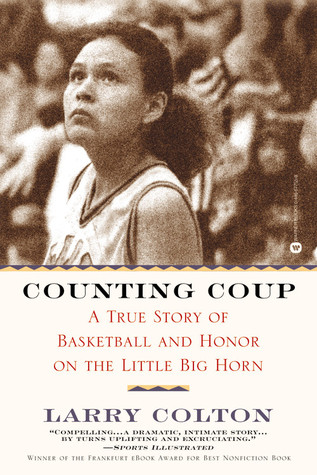 COUNTING COUP
A TRUE STORY OF
BASKETBALL AND HONOR
ON THE LITTLE BIG HORN
LARRY COLTON
"COMPELLING...A DRAMATIC, INTIMATE STORY...
BY TURNS UPLIFTING AND EXCRUCIATING."
—SPORTS ILLUSTRATED
WINNER OF THE FRANKFURT EBOOK AWARD FOR BEST NONFICTION BOOK